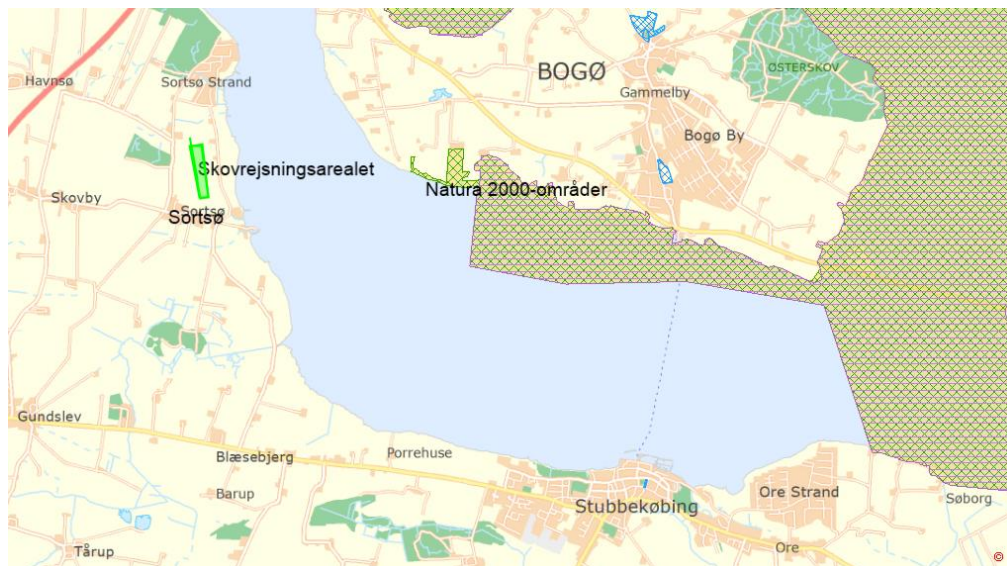 BOGØ
ØSTERSKOV
Havnsø
Sortsø Strand
Gammelby
Bogø By
Skovrejsningsarealet
Natura 2000-områder
Skovby
Sortsø
Sortsø
Gundslev
Blæsebjerg
Porrehuse
Barup
Stubbekøbing
Ore Strand
Søborg
Tårup
Ore
©